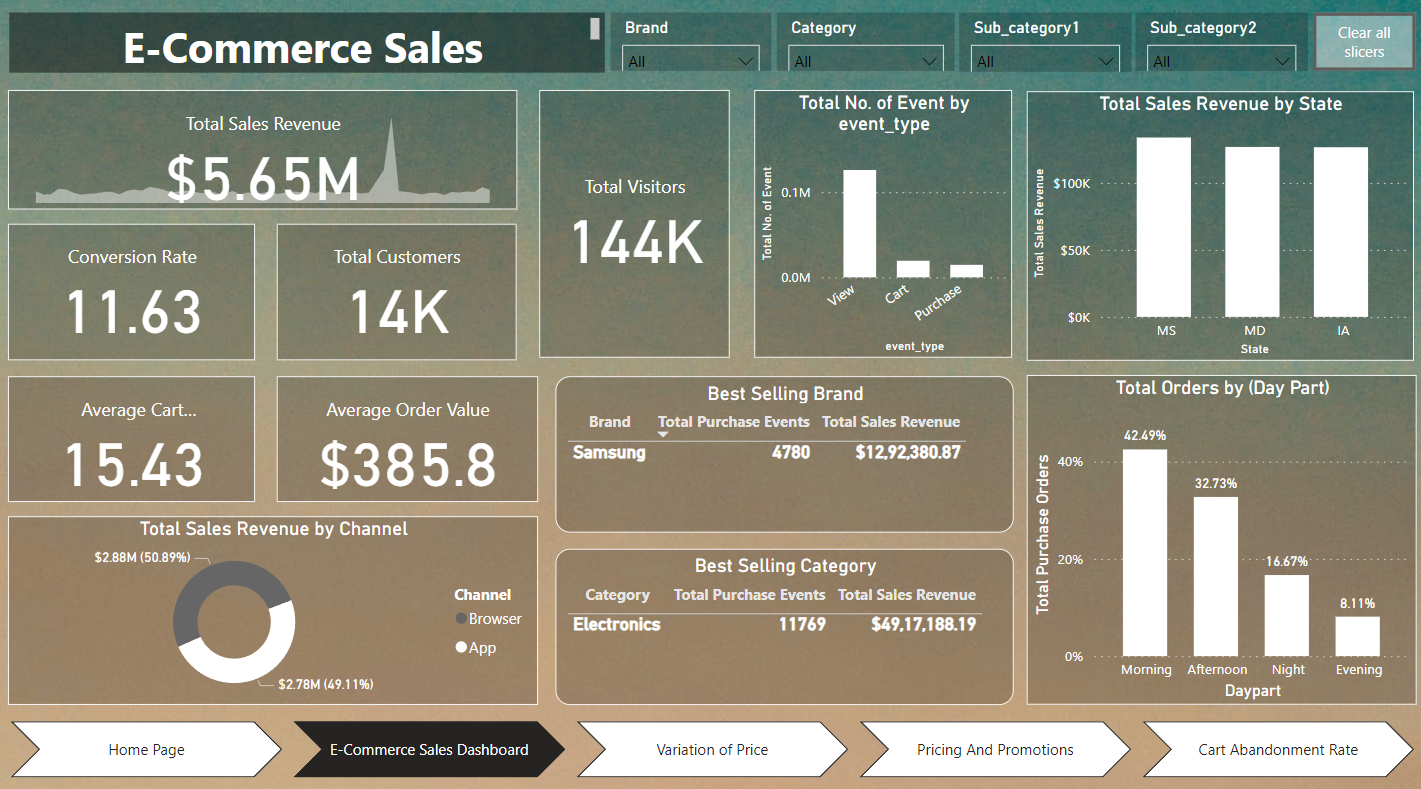 E-Commerce Sales
Brand
All
Category
All
Sub_category1
All
Sub_category2
All
Clear all
slicers
Total Sales Revenue
$5.65M
Conversion Rate
11.63
Total Customers
14K
Total Visitors
144K
Total No. of Event by
event_type
Total No. of Event
0.1M
0.0M
View
Cart
Purchase
event_type
Total Sales Revenue by State
Total Sales Revenue
$100K
$50K
$0K
MS
MD
IA
State
Average Cart...
15.43
Average Order Value
$385.8
Best Selling Brand
Brand Total Purchase Events Total Sales Revenue
Samsung 4780 $12,92,380.87
Total Orders by (Day Part)
Total Purchase Orders
40%
20%
0%
42.49%
32.73%
16.67%
8.11%
Morning
Afternoon
Night
Evening
Daypart
Total Sales Revenue by Channel
$2.88M (50.89%)
$2.78M (49.11%)
Channel
Browser
App
Best Selling Category
Category Total Purchase Events Total Sales Revenue
Electronics 11769 $49,17,188.19
Home Page
E-Commerce Sales Dashboard
Variation of Price
Pricing And Promotions
Cart Abandonment Rate